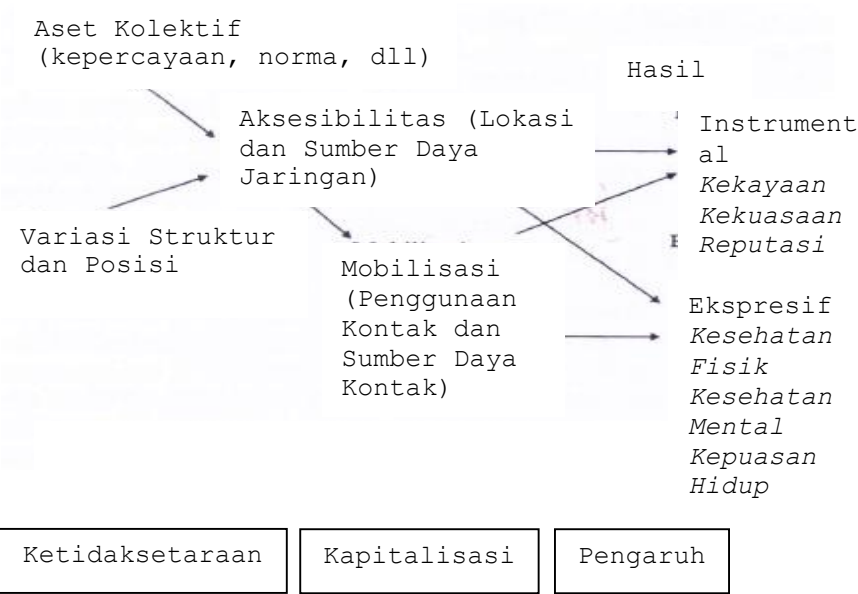 Aset Kolektif
(kepercayaan, norma, dll)
Hasil
Aksesibilitas (Lokasi
dan Sumber Daya
Jaringan)
Instrument
al
Kekayaan
Kekuasaan
Reputasi
Variasi Struktur
dan Posisi
Mobilisasi
(Penggunaan
Kontak dan
Sumber Daya
Kontak)
Ekspresif
Kesehatan
Fisik
Kesehatan
Mental
Kepuasan
Hidup
Ketidaksetaraan
Kapitalisasi
Pengaruh